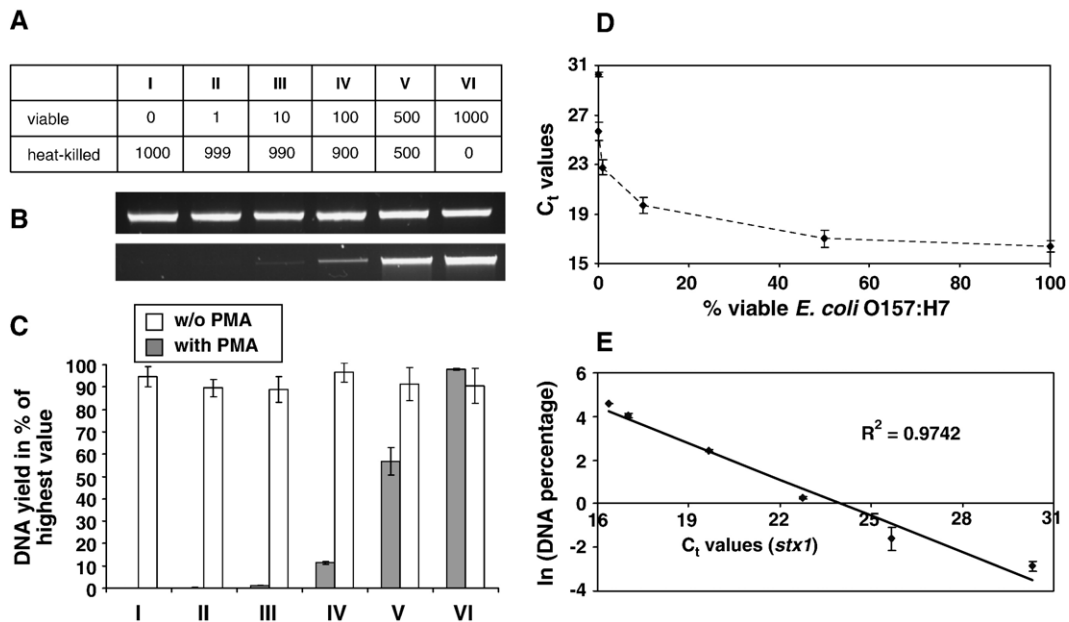 A
I II III IV V VI
viable 0 1 10 100 500 1000
heat-killed 1000 999 990 900 500 0
B
C
w/o PMA
with PMA
DNA yield in % of
highest value
100
90
80
70
60
50
40
30
20
10
0
I II III IV V VI
D
Ct values
31
27
23
19
15
0 20 40 60 80 100
% viable E. coli O157:H7
E
ln (DNA percentage)
6
4
2
0
-2
-4
R² = 0.9742
16 19 22 25 28 31
Ct values (stx1)